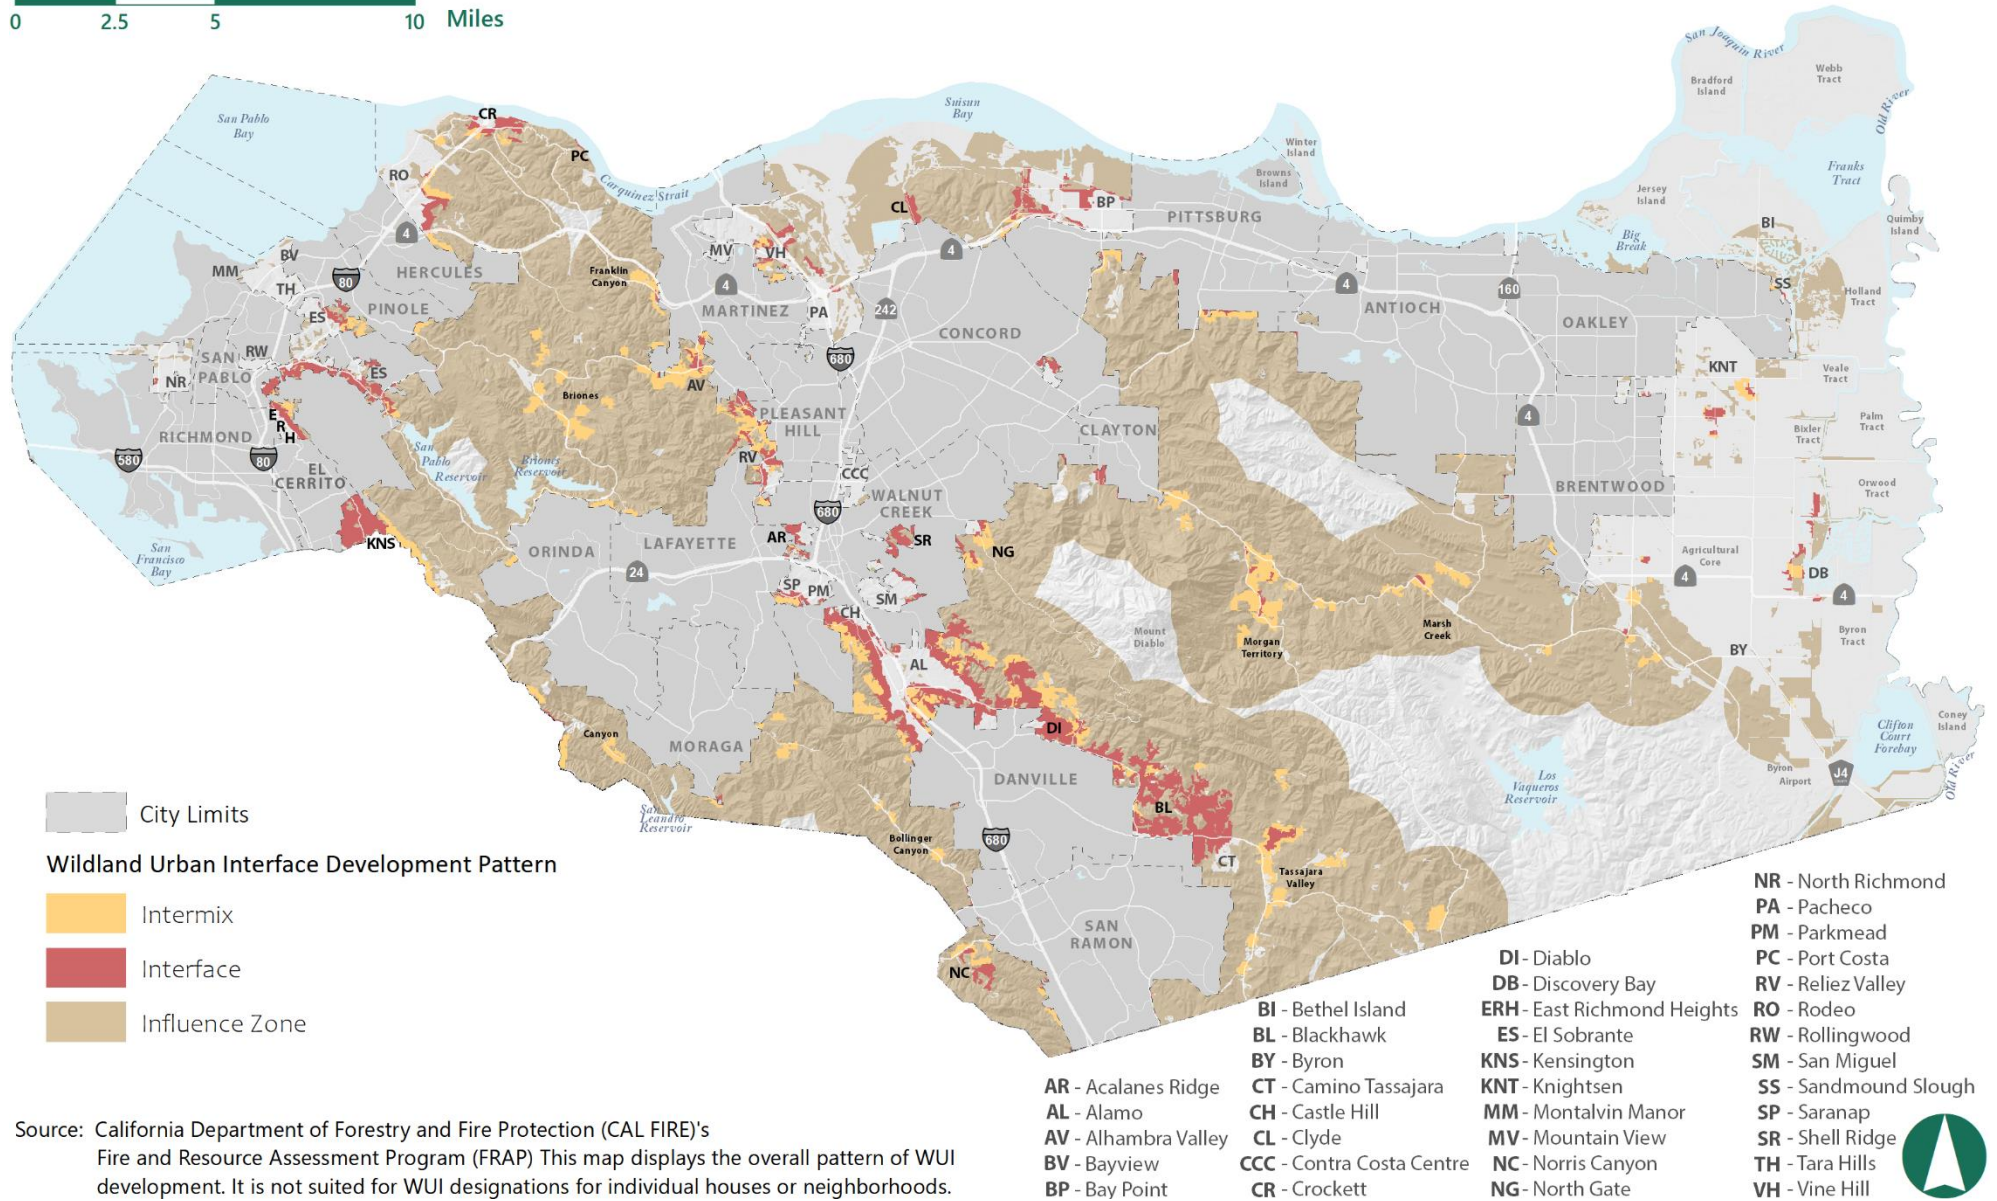 0 2.5 5 10 Miles
San Joaquin River
Bradford Island
Webb Tract
Old River
San Pablo Bay
CR
Suisun Bay
PC
RO
Carquinez Strait
Winter Island
Browns Island
Franks Tract
Jersey Island
Quimby Island
CL
BP
PITTSBURG
BI
Big Break
4
BV
MV
VH
4
MM
80
HERCULES
Franklin Canyon
TH
4
4
160
SS
Holland Tract
ES
PINOLE
MARTINEZ
PA
242
ANTIOCH
OAKLEY
CONCORD
RW
SAN PABLO
680
KNT
NR
ES
AV
Veale Tract
Briones
E R H
PLEASANT HILL
CLAYTON
4
Palm Tract
Bixler Tract
RICHMOND
580
80
San Pablo Reservoir
Briones Reservoir
RV
CCC
EL CERRITO
WALNUT CREEK
BRENTWOOD
Orwood Tract
680
KNS
San Francisco Bay
ORINDA
LAFAYETTE
AR
SR
NG
Agricultural Core
24
SP
PM
SM
4
DB
4
CH
Mount Diablo
Morgan Territory
Marsh Creek
Byron Tract
BY
AL
Canyon
MORAGA
DI
Clifton Court Forebay
Coney Island
DANVILLE
Byron Airport
J4
Old River
Los Vaqueros Reservoir
BL
San Leandro Reservoir
Bollinger Canyon
680
CT
Tassajara Valley
SAN RAMON
NC
City Limits
Wildland Urban Interface Development Pattern
Intermix
Interface
Influence Zone
AR - Acalanes Ridge
AL - Alamo
AV - Alhambra Valley
BV - Bayview
BP - Bay Point
BI - Bethel Island
BL - Blackhawk
BY - Byron
CT - Camino Tassajara
CH - Castle Hill
CL - Clyde
CCC - Contra Costa Centre
CR - Crockett
DI - Diablo
DB - Discovery Bay
ERH - East Richmond Heights
ES - El Sobrante
KNS - Kensington
KNT - Knightsen
MM - Montalvin Manor
MV - Mountain View
NC - Norris Canyon
NG - North Gate
NR - North Richmond
PA - Pacheco
PM - Parkmead
PC - Port Costa
RV - Reliez Valley
RO - Rodeo
RW - Rollingwood
SM - San Miguel
SS - Sandmound Slough
SP - Saranap
SR - Shell Ridge
TH - Tara Hills
VH - Vine Hill
Source: California Department of Forestry and Fire Protection (CAL FIRE)'s
Fire and Resource Assessment Program (FRAP) This map displays the overall pattern of WUI
development. It is not suited for WUI designations for individual houses or neighborhoods.